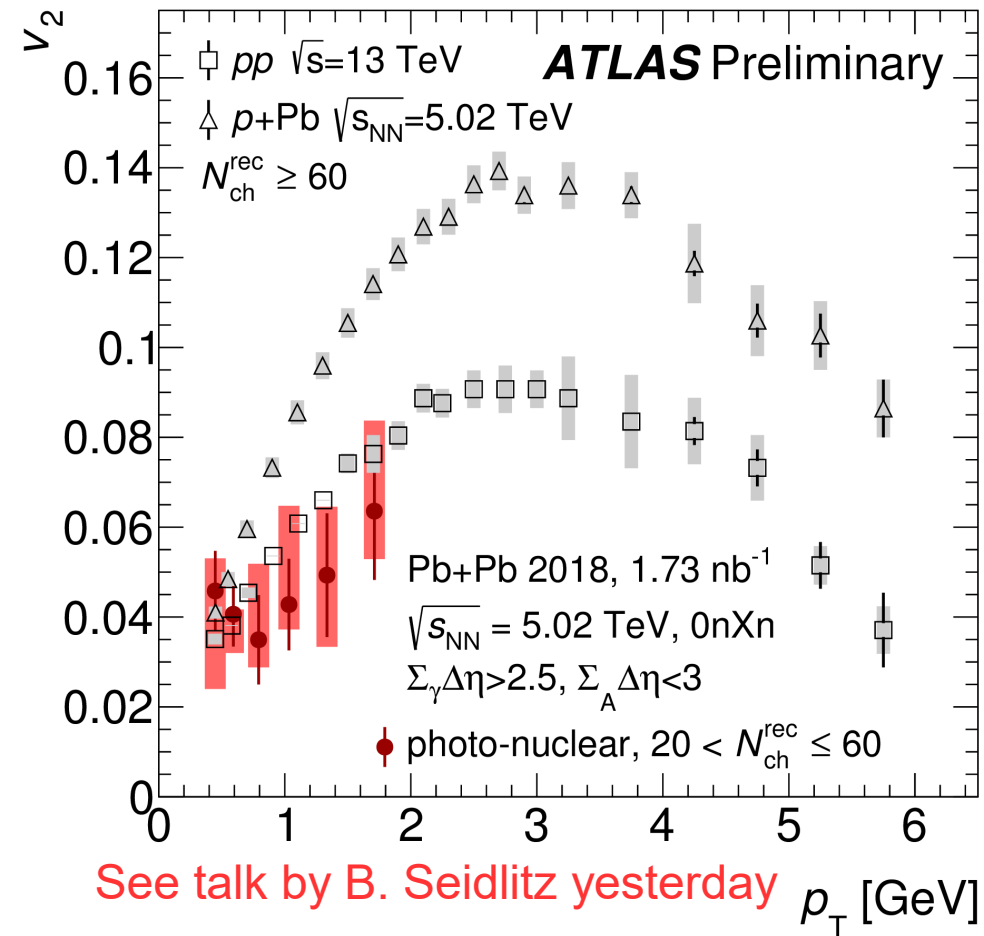 v₂
pp √s=13 TeV
ATLAS Preliminary
p+Pb √sNN=5.02 TeV
N_ch^rec ≥ 60
0.16
0.14
0.12
0.1
0.08
0.06
0.04
0.02
0
Pb+Pb 2018, 1.73 nb⁻¹
√sNN = 5.02 TeV, 0nXn
Σ_γΔη>2.5, Σ_AΔη<3
photo-nuclear, 20 < N_ch^rec ≤ 60
0 1 2 3 4 5 6
See talk by B. Seidlitz yesterday
p_T [GeV]